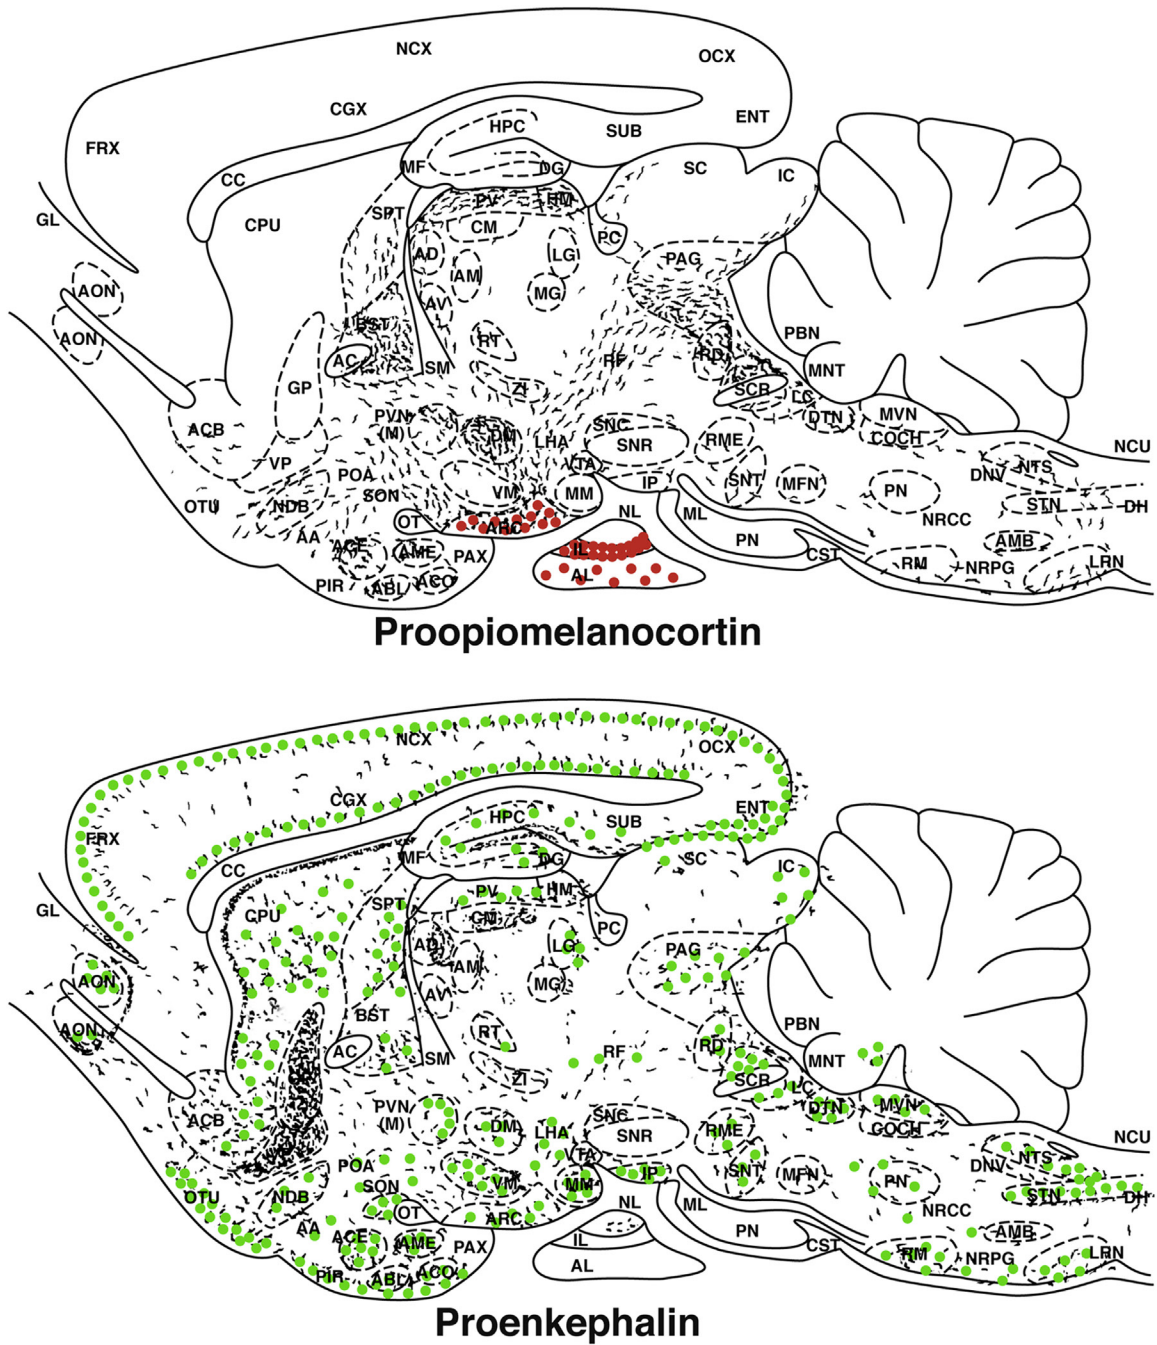 NCX
OCX
CGX
ENT
HPC
SUB
FRX
MF
DG
SC
IC
CC
PV
HM
GL
CPU
SPT
CM
PC
AD
LG
PAG
AM
AON
MG
AV
BST
PBN
AON
RT
AC
RF
RD
SM
MNT
GP
ZI
SCR
LC
PVN
(M)
DTN
MVN
ACB
DM
LHA
SNC
SNR
RME
COCH
NCU
VP
VTA
POA
IP
SNT
MFN
DNV
NTS
SON
VM
MM
PN
OTU
NDB
OT
NL
ML
STN
DH
ARC
NRCC
AA
ACE
AME
PAX
IL
PN
CST
AMB
RM
NRPG
LRN
PIR
ABL
ACO
AL
Proopiomelanocortin
NCX
OCX
CGX
ENT
HPC
SUB
FRX
MF
DG
SC
IC
CC
PV
HM
GL
CPU
SPT
CM
PC
AD
LG
PAG
AM
AON
MG
AV
BST
PBN
AON
RT
AC
RF
RD
SM
MNT
ZI
SCR
LC
PVN
(M)
DTN
MVN
ACB
DM
LHA
SNC
SNR
RME
COCH
NCU
VTA
POA
IP
SNT
MFN
DNV
NTS
SON
VM
MM
PN
OTU
NDB
OT
NL
ML
STN
DH
ARC
NRCC
AA
ACE
AME
PAX
IL
PN
CST
AMB
RM
NRPG
LRN
PIR
ABL
ACO
AL
Proenkephalin